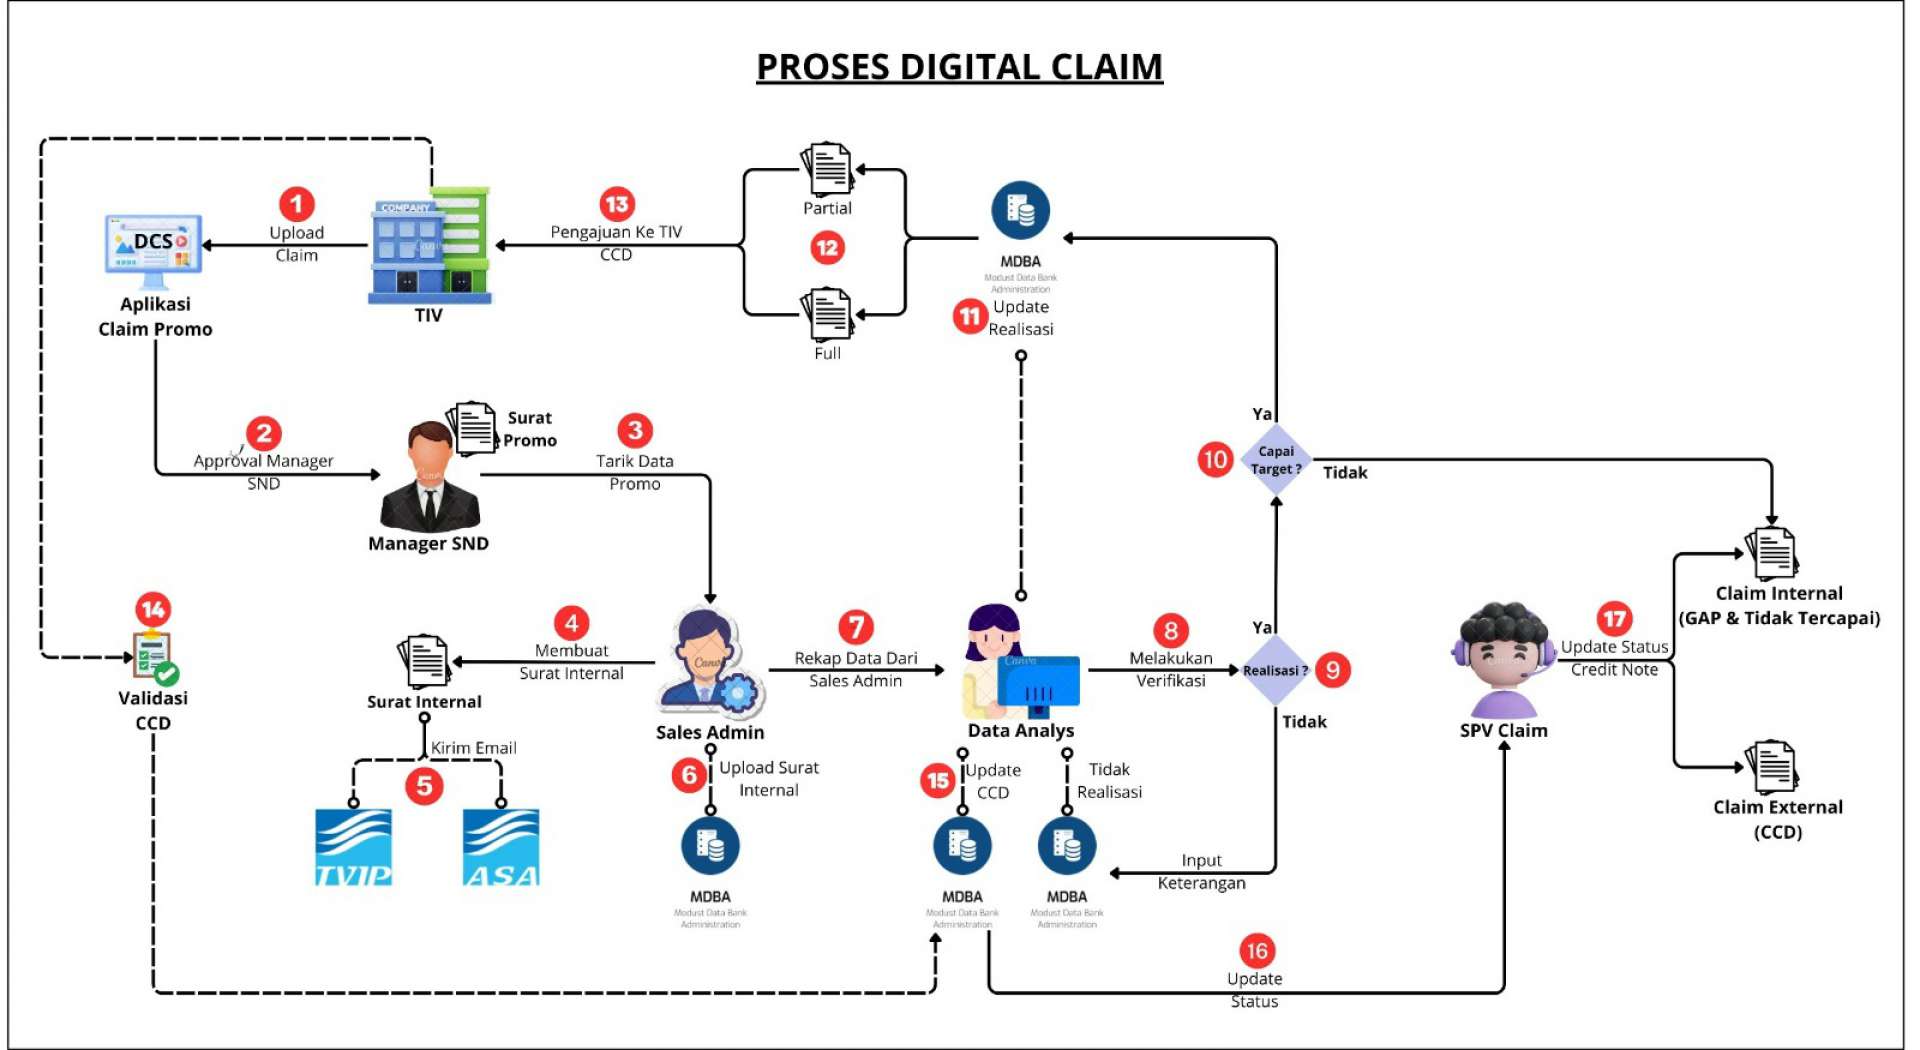 PROSES DIGITAL CLAIM
1
Upload
Claim
DCS
Aplikasi
Claim Promo
COMPANY
Canva
TIV
13
Pengajuan Ke TIV
CCD
Partial
12
Full
MDBA
Modust Data Bank
Administration
11
Update
Realisasi
2
Approval Manager
SND
Surat
Promo
Canva
Manager SND
3
Tarik Data
Promo
Ya
10
Capai
Target ?
Tidak
14
Validasi
CCD
4
Membuat
Surat Internal
Surat Internal
Kirim Email
5
TVIP
ASA
Canva
Sales Admin
6
Upload Surat
Internal
MDBA
Modust Data Bank
Administration
7
Rekap Data Dari
Sales Admin
Canva
Data Analys
8
Melakukan
Verifikasi
Ya
Realisasi ?
9
Tidak
15
Update
CCD
Tidak
Realisasi
MDBA
Modust Data Bank
Administration
MDBA
Modust Data Bank
Administration
Input
Keterangan
16
Update
Status
Canva
SPV Claim
17
Update Status
Credit Note
Claim Internal
(GAP & Tidak Tercapai)
Claim External
(CCD)